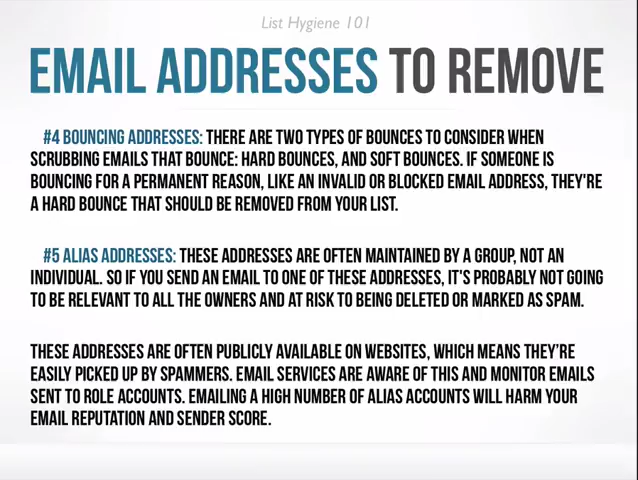 List Hygiene 101
EMAIL ADDRESSES TO REMOVE
#4 BOUNCING ADDRESSES: THERE ARE TWO TYPES OF BOUNCES TO CONSIDER WHEN
SCRUBBING EMAILS THAT BOUNCE: HARD BOUNCES, AND SOFT BOUNCES. IF SOMEONE IS
BOUNCING FOR A PERMANENT REASON, LIKE AN INVALID OR BLOCKED EMAIL ADDRESS, THEY'RE
A HARD BOUNCE THAT SHOULD BE REMOVED FROM YOUR LIST.
#5 ALIAS ADDRESSES: THESE ADDRESSES ARE OFTEN MAINTAINED BY A GROUP, NOT AN
INDIVIDUAL. SO IF YOU SEND AN EMAIL TO ONE OF THESE ADDRESSES, IT'S PROBABLY NOT GOING
TO BE RELEVANT TO ALL THE OWNERS AND AT RISK TO BEING DELETED OR MARKED AS SPAM.
THESE ADDRESSES ARE OFTEN PUBLICLY AVAILABLE ON WEBSITES, WHICH MEANS THEY'RE
EASILY PICKED UP BY SPAMMERS. EMAIL SERVICES ARE AWARE OF THIS AND MONITOR EMAILS
SENT TO ROLE ACCOUNTS. EMAILING A HIGH NUMBER OF ALIAS ACCOUNTS WILL HARM YOUR
EMAIL REPUTATION AND SENDER SCORE.